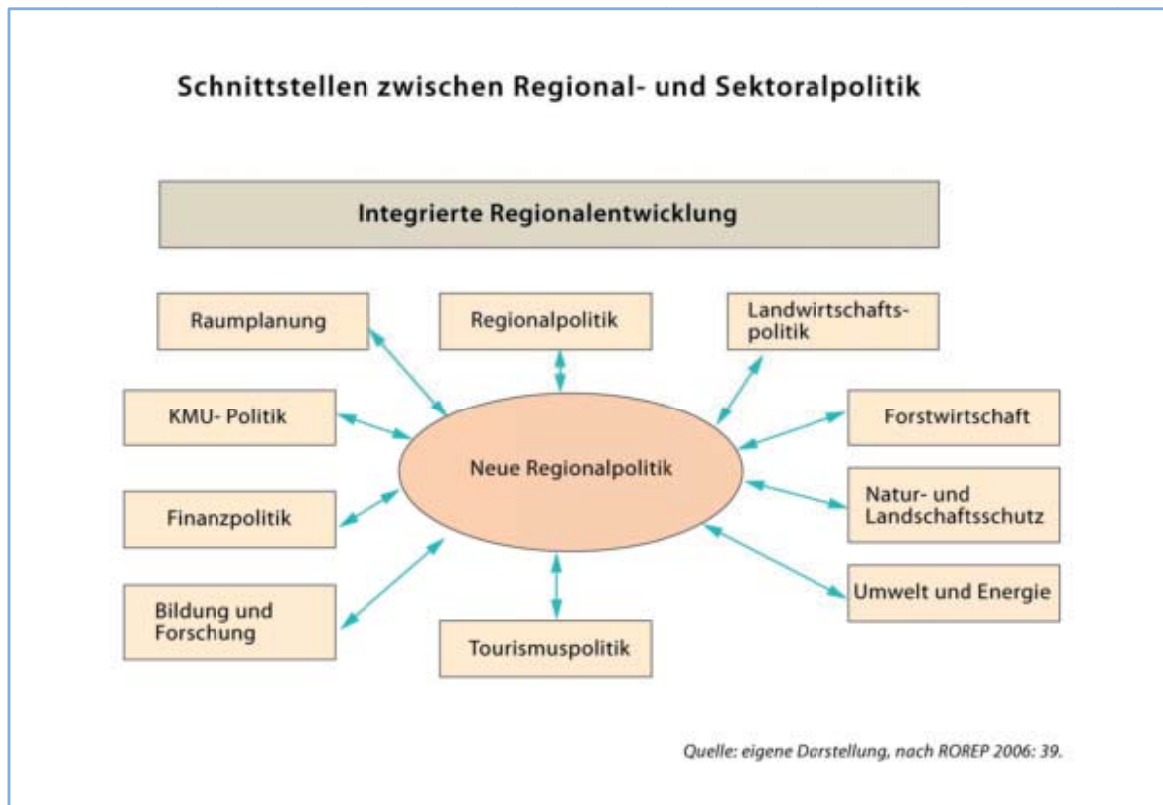 Schnittstellen zwischen Regional- und Sektoralpolitik
Integrierte Regionalentwicklung
Raumplanung
Regionalpolitik
Landwirtschafts-
politik
KMU- Politik
Forstwirtschaft
Neue Regionalpolitik
Finanzpolitik
Natur- und
Landschaftsschutz
Bildung und
Forschung
Umwelt und Energie
Tourismuspolitik
Quelle: eigene Darstellung, nach ROREP 2006: 39.